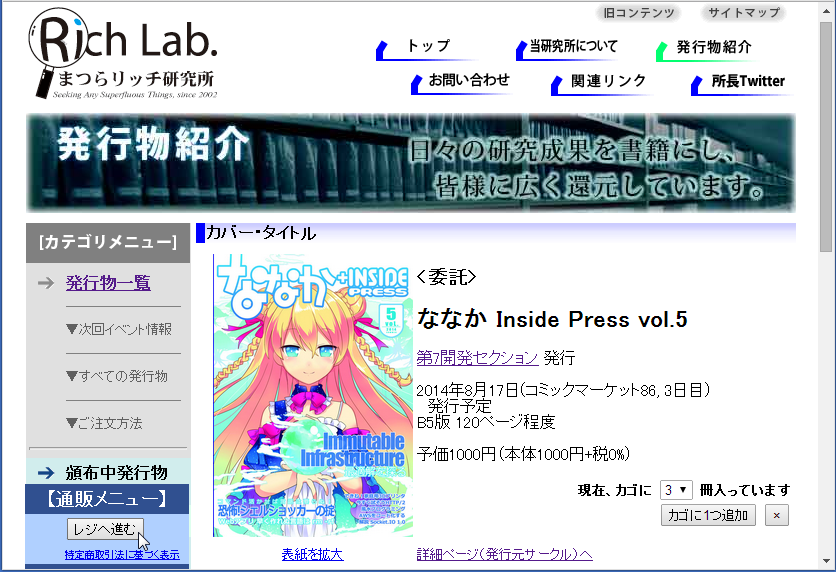 旧コンテンツ
サイトマップ
Rich Lab.
まつらリッチ研究所
Seeking Any Superfluous Things, since 2002
トップ
当研究所について
発行物紹介
お問い合わせ
関連リンク
所長Twitter
発行物紹介
日々の研究成果を書籍にし、
皆様に広く還元しています。
[カテゴリメニュー]
発行物一覧
▼次回イベント情報
▼すべての発行物
▼ご注文方法
頒布中発行物
【通販メニュー】
レジへ進む
特定商取引法に基づく表示
カバー・タイトル
ななか
+INSIDE
PRESS
5
vol.
Immutable
Infrastructure
恐怖!シェルショッカーの掟
表紙を拡大
<委託>
ななか Inside Press vol.5
第7開発セクション 発行
2014年8月17日(コミックマーケット86, 3日目)
発行予定
B5版 120ページ程度
予価1000円(本体1000円+税0%)
現在、カゴに 3 冊入っています
カゴに1つ追加
×
詳細ページ(発行元サークル)へ